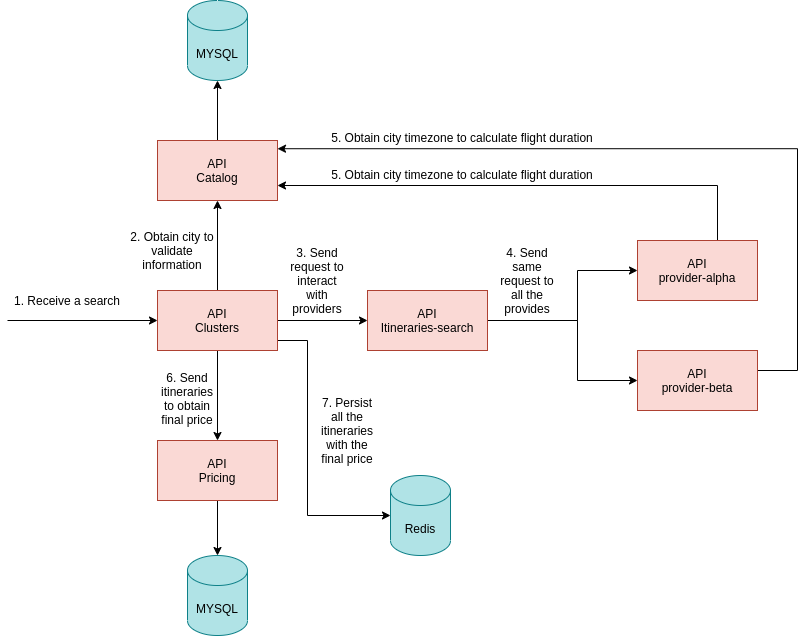 MYSQL
5. Obtain city timezone to calculate flight duration
API
Catalog
5. Obtain city timezone to calculate flight duration
2. Obtain city to
validate
information
3. Send
request to
interact
with
providers
4. Send
same
request to
all the
provides
API
provider-alpha
1. Receive a search
API
Clusters
API
Itineraries-search
API
provider-beta
6. Send
itineraries
to obtain
final price
7. Persist
all the
itineraries
with the
final price
API
Pricing
Redis
MYSQL